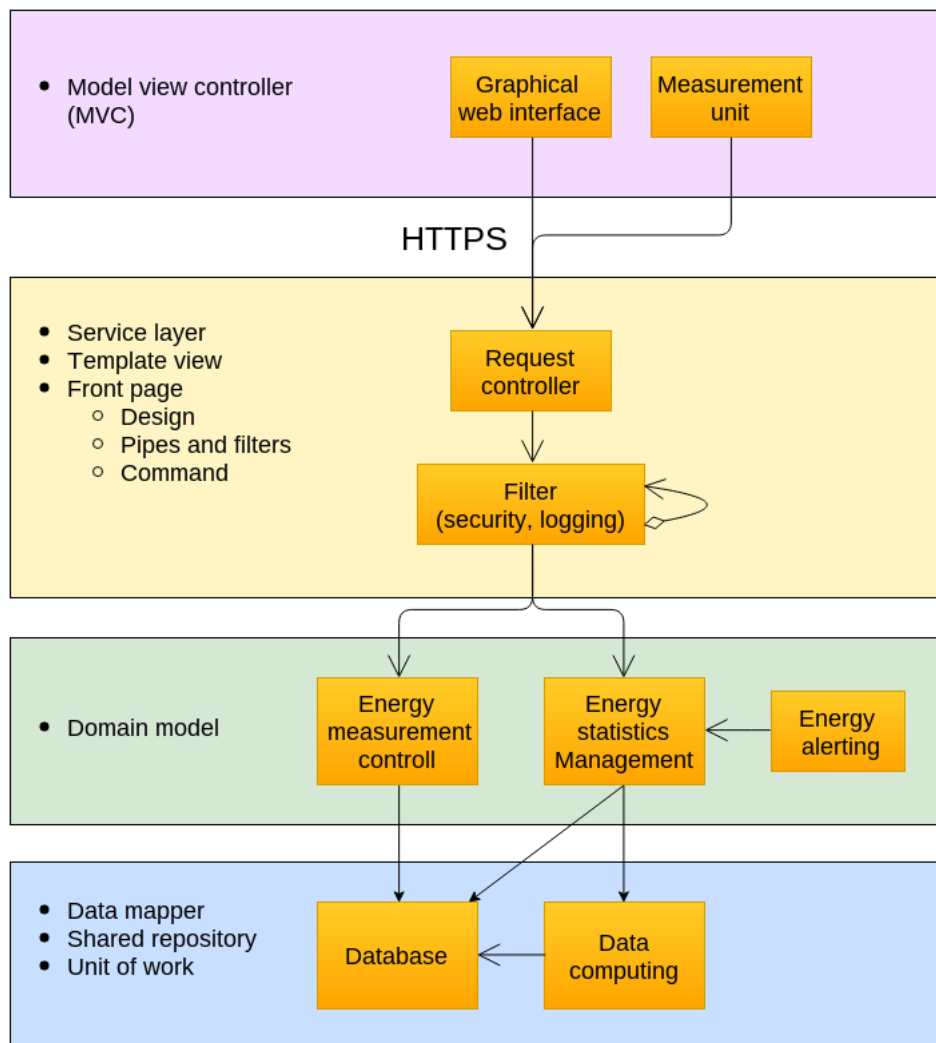 Model view controller
(MVC)
Graphical
web interface
Measurement
unit
HTTPS
Service layer
Template view
Front page
Design
Pipes and filters
Command
Request
controller
Filter
(security, logging)
Domain model
Energy
measurement
controll
Energy
statistics
Management
Energy
alerting
Data mapper
Shared repository
Unit of work
Database
Data
computing